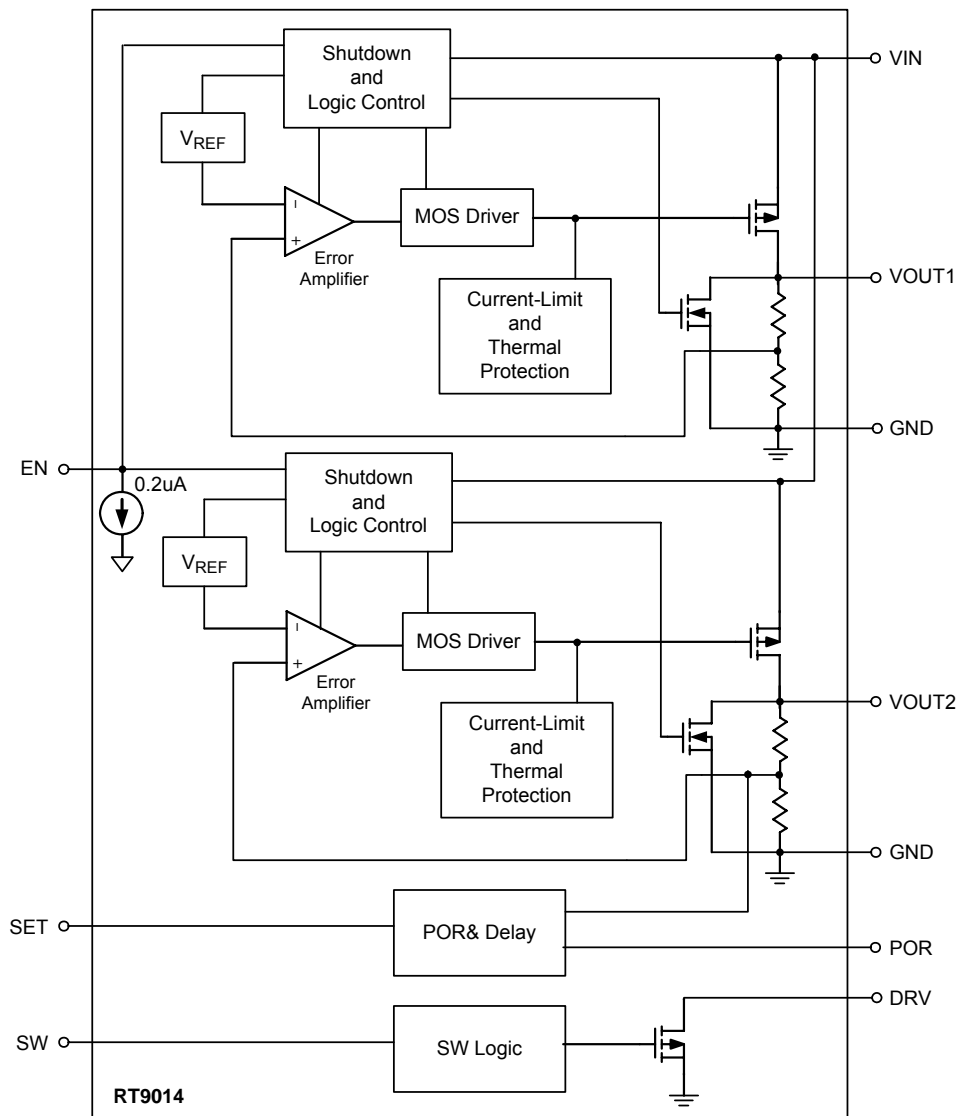 Shutdown
and
Logic Control
VIN
VREF
MOS Driver
Error
Amplifier
Current-Limit
and
Thermal
Protection
VOUT1
GND
EN
0.2uA
Shutdown
and
Logic Control
VREF
MOS Driver
Error
Amplifier
Current-Limit
and
Thermal
Protection
VOUT2
GND
SET
POR& Delay
POR
DRV
SW
SW Logic
RT9014